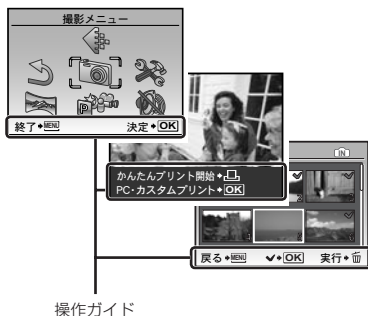 撮影メニュー
終了 MENU 決定 OK
かんたんプリント開始
PC・カスタムプリント OK
IN
戻る MENU OK 実行
操作ガイド